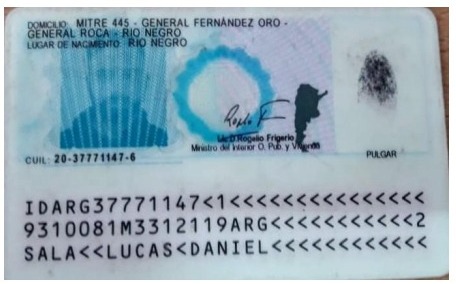 DOMICILIO: MITRE 445 - GENERAL FERNÁNDEZ ORO -
GENERAL ROCA - RIO NEGRO
LUGAR DE NACIMIENTO: RIO NEGRO
Lic. Rogelio Frigerio
Ministro del Interior O. Pub. y Vivienda
CUIL: 20-37771147-6
PULGAR
IDARG37771147<1<<<<<<<<<<<<<<<
9310081M3312119ARG<<<<<<<<<<<2
SALA<<LUCAS<DANIEL<<<<<<<<<<<<